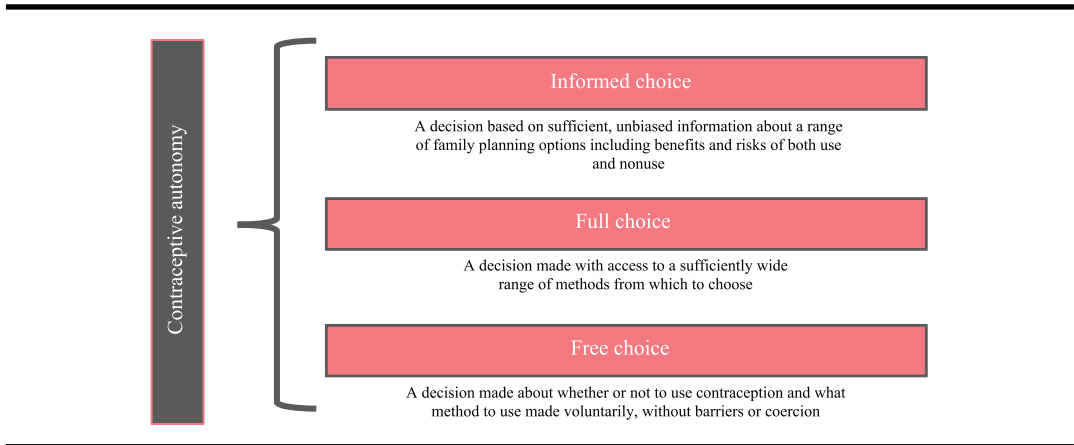 Contraceptive autonomy
Informed choice
A decision based on sufficient, unbiased information about a range
of family planning options including benefits and risks of both use
and nonuse
Full choice
A decision made with access to a sufficiently wide
range of methods from which to choose
Free choice
A decision made about whether or not to use contraception and what
method to use made voluntarily, without barriers or coercion